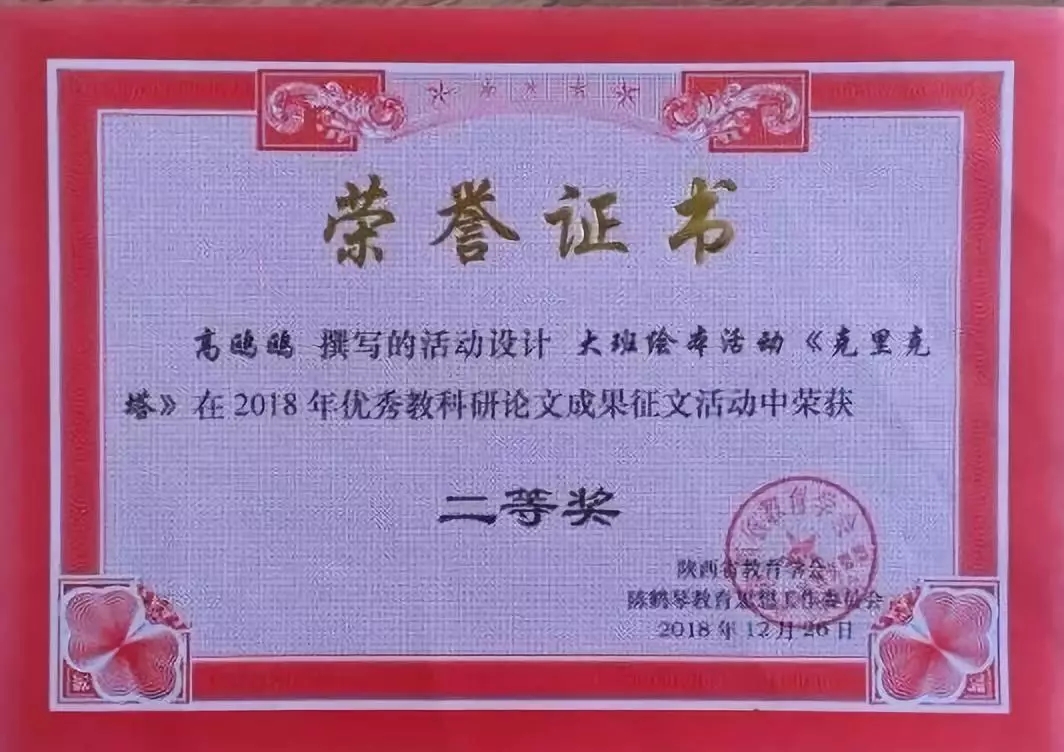 荣誉证书
高鸥鸥 撰写的活动设计 大班绘本活动《克里克
塔》在2018年优秀教科研论文成果征文活动中荣获
二等奖
陕西省教育学会
陈鹤琴教育思想工作委员会
2018年12月26日